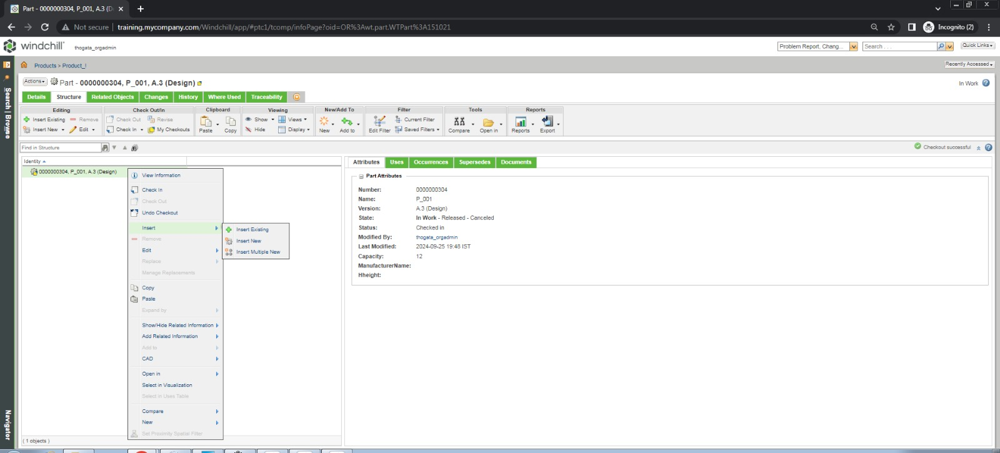 Part - 0000000304, P_001, A.3 (D
Not secure training.mycompany.com/Windchill/app/#ptc1/tcomp/infoPage?oid=OR%3Awt.part.WTPart%3A151021
Incognito (2)
windchill thogata_orgadmin
Problem Report, Chang... Search . . . Quick Links
Products > Product_I
Recently Accessed
Actions Part - 0000000304, P_001, A.3 (Design)
In Work
Details Structure Related Objects Changes History Where Used Traceability
Search | Browse
Editing Check Out/In Clipboard Viewing New/Add To Filter Tools Reports
Insert Existing Remove Check Out Revise Show Views Current Filter
Insert New Edit Check In My Checkouts Paste Copy Hide Display New Add to Edit Filter Saved Filters Compare Open in Reports Export
Find in Structure
Checkout successful
Identity
0000000304, P_001, A.3 (Design)
View Information
Check In
Check Out
Undo Checkout
Insert
Remove
Edit
Replace
Manage Replacements
Copy
Paste
Expand by
Show/Hide Related Information
Add Related Information
Add to
CAD
Open in
Select in Visualization
Select in Uses Table
Compare
New
Set Proximity Spatial Filter
Insert Existing
Insert New
Insert Multiple New
Attributes Uses Occurrences Supersedes Documents
Part Attributes
Number: 0000000304
Name: P_001
Version: A.3 (Design)
State: In Work - Released - Canceled
Status: Checked in
Modified By: thogata_orgadmin
Last Modified: 2024-09-25 19:48 IST
Capacity: 12
ManufacturerName:
Hheight:
Navigator
( 1 objects )